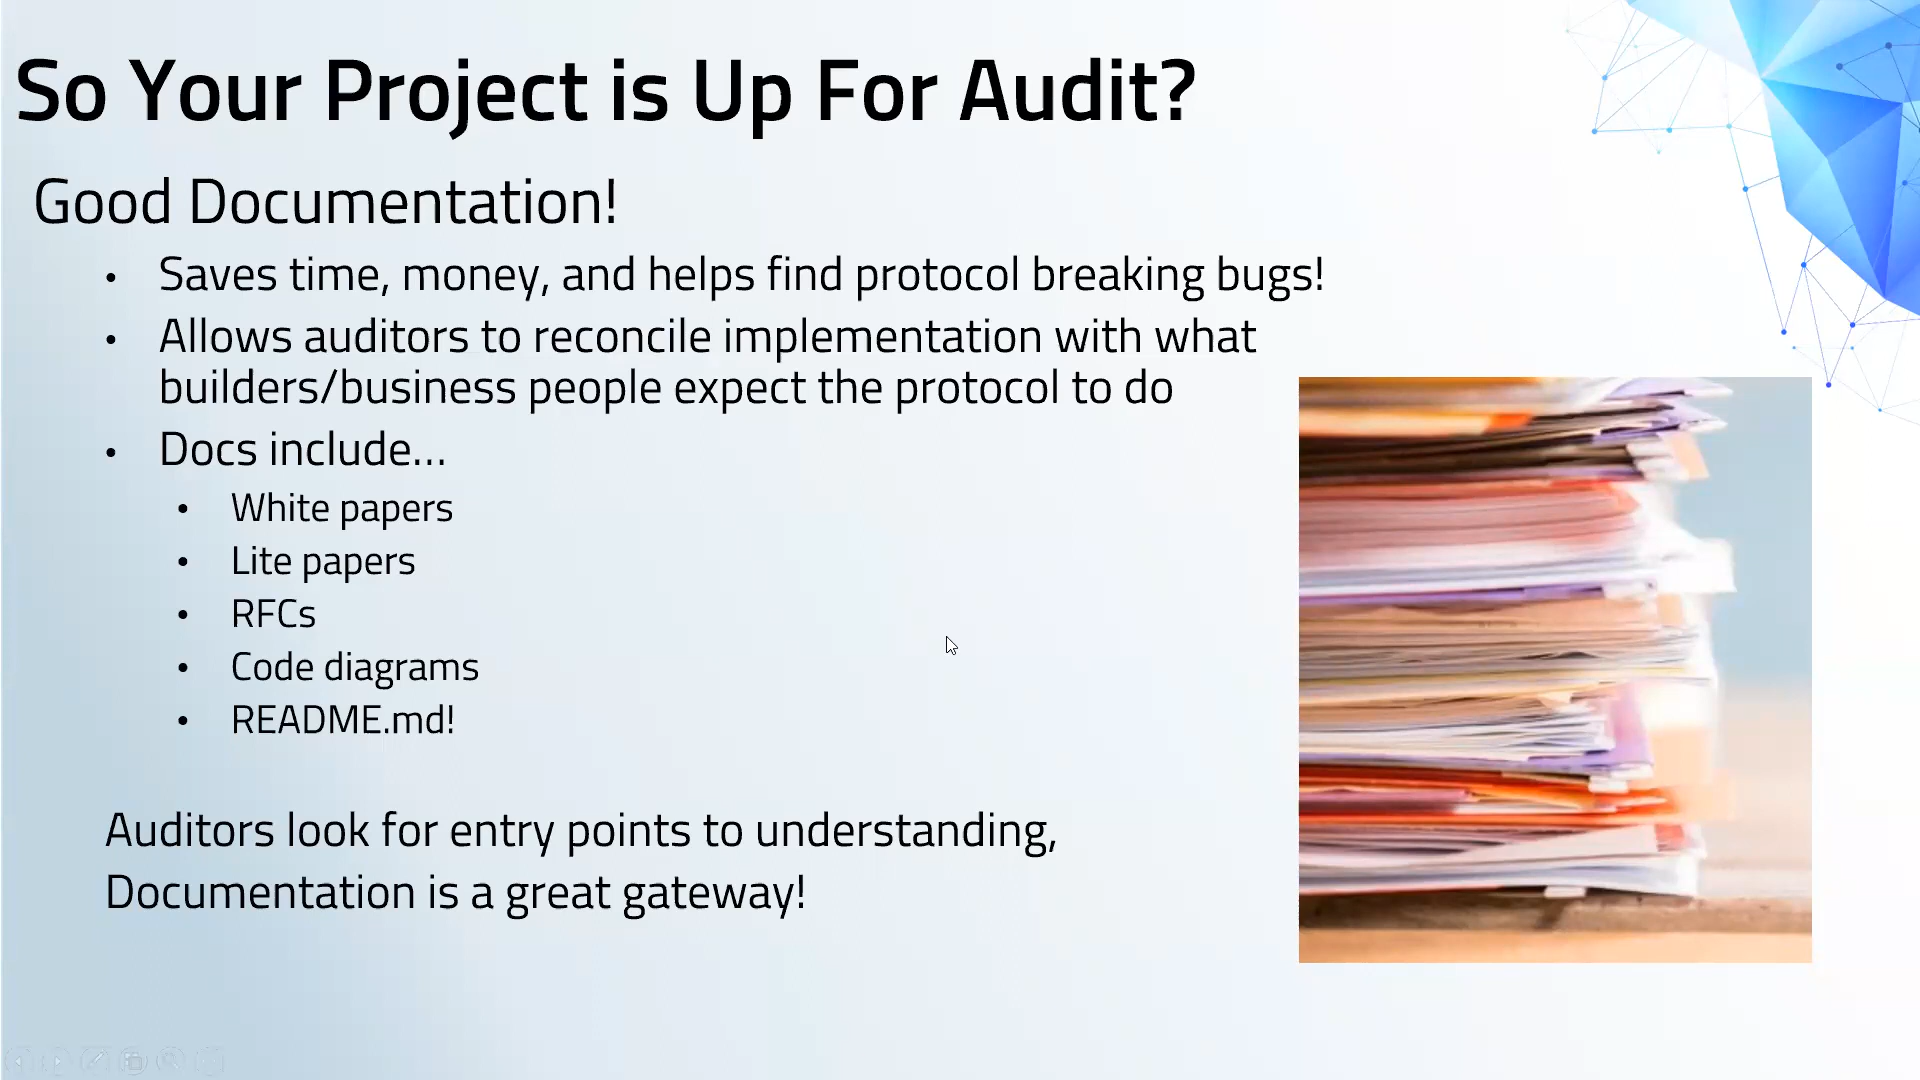 So Your Project is Up For Audit?
Good Documentation!
• Saves time, money, and helps find protocol breaking bugs!
• Allows auditors to reconcile implementation with what
builders/business people expect the protocol to do
• Docs include...
• White papers
• Lite papers
• RFCs
• Code diagrams
• README.md!
Auditors look for entry points to understanding,
Documentation is a great gateway!